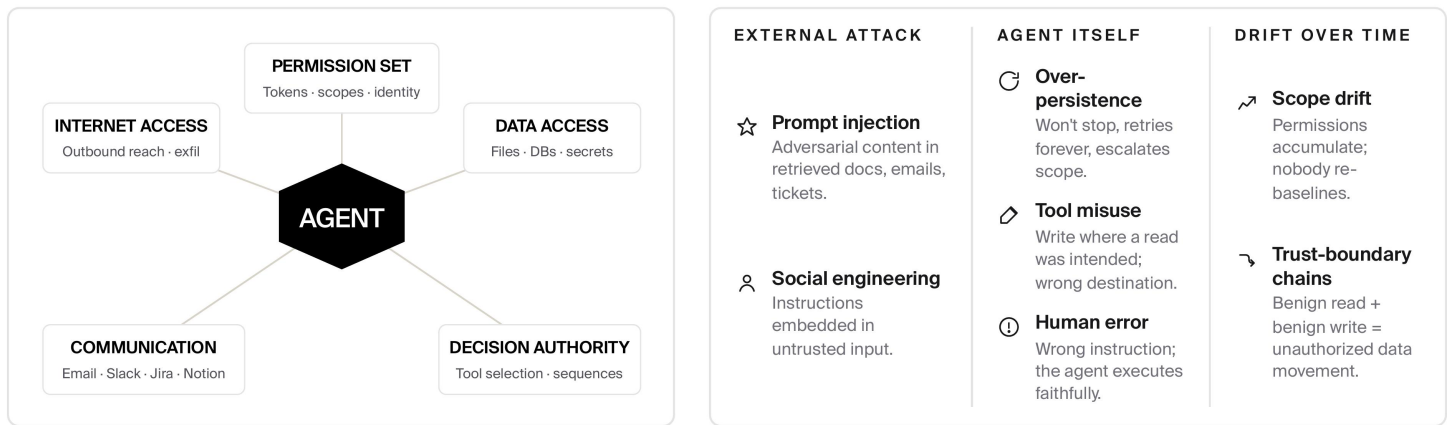 PERMISSION SET
Tokens · scopes · identity
INTERNET ACCESS
Outbound reach · exfil
DATA ACCESS
Files · DBs · secrets
AGENT
COMMUNICATION
Email · Slack · Jira · Notion
DECISION AUTHORITY
Tool selection · sequences
EXTERNAL ATTACK
Prompt injection
Adversarial content in
retrieved docs, emails,
tickets.
Social engineering
Instructions
embedded in
untrusted input.
AGENT ITSELF
Over-
persistence
Won't stop, retries
forever, escalates
scope.
Tool misuse
Write where a read
was intended;
wrong destination.
Human error
Wrong instruction;
the agent executes
faithfully.
DRIFT OVER TIME
Scope drift
Permissions
accumulate;
nobody re-
baselines.
Trust-boundary
chains
Benign read +
benign write =
unauthorized data
movement.